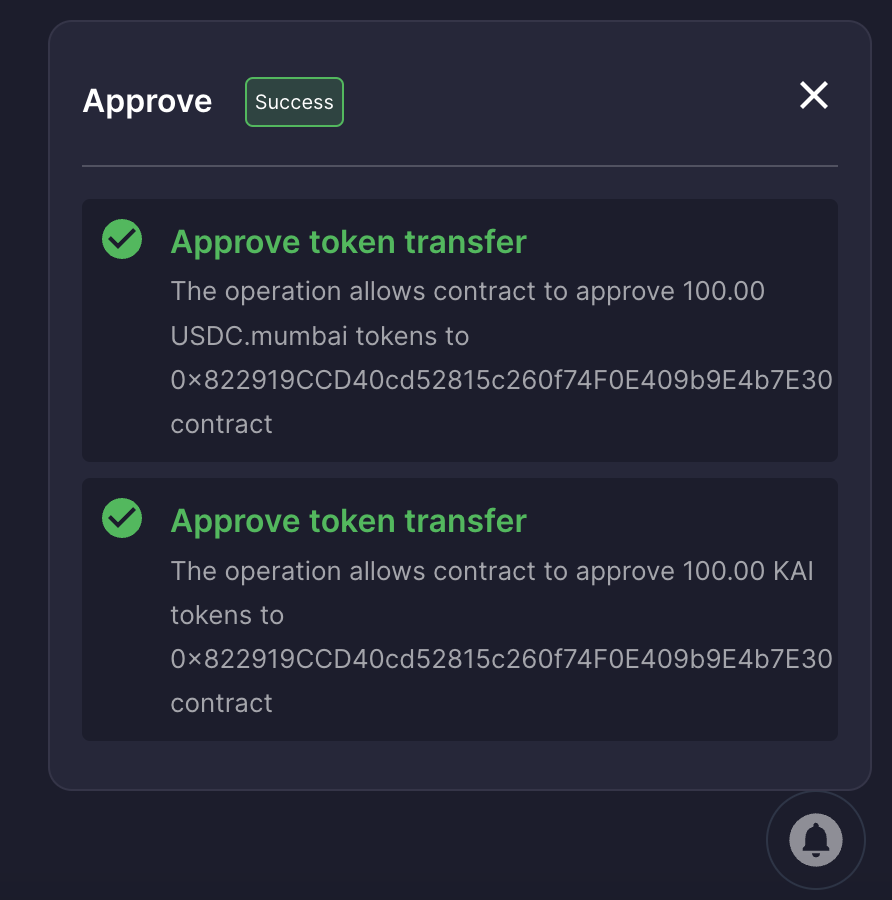 Approve
Success
Approve token transfer
The operation allows contract to approve 100.00
USDC.mumbai tokens to
0×822919CCD40cd52815c260f74F0E409b9E4b7E30
contract
Approve token transfer
The operation allows contract to approve 100.00 KAI
tokens to
0×822919CCD40cd52815c260f74F0E409b9E4b7E30
contract